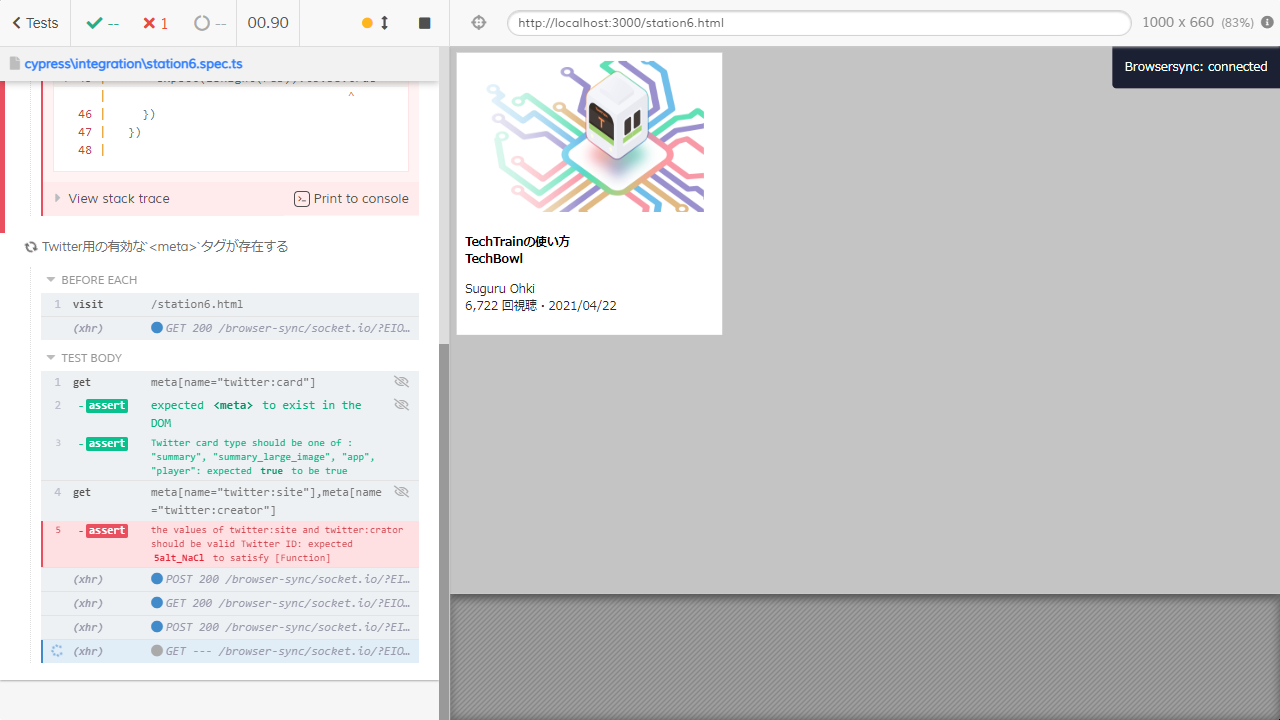 Tests
--
1
--
00.90
http://localhost:3000/station6.html
1000 x 660 (83%)
cypress\integration\station6.spec.ts
Browsersync: connected
| ^
46 | })
47 | })
48 |
View stack trace
Print to console
Twitter用の有効な`<meta>`タグが存在する
BEFORE EACH
1 visit /station6.html
(xhr) GET 200 /browser-sync/socket.io/?EIO…
TEST BODY
1 get meta[name="twitter:card"]
2 -assert expected <meta> to exist in the
DOM
3 -assert Twitter card type should be one of :
"summary", "summary_large_image", "app",
"player": expected true to be true
4 get meta[name="twitter:site"],meta[name
="twitter:creator"]
5 -assert the values of twitter:site and twitter:crator
should be valid Twitter ID: expected
5alt_NaCl to satisfy [Function]
(xhr) POST 200 /browser-sync/socket.io/?EI…
(xhr) GET 200 /browser-sync/socket.io/?EIO…
(xhr) POST 200 /browser-sync/socket.io/?EI…
(xhr) GET --- /browser-sync/socket.io/?EIO…
T
TechTrainの使い方
TechBowl
Suguru Ohki
6,722 回視聴・2021/04/22